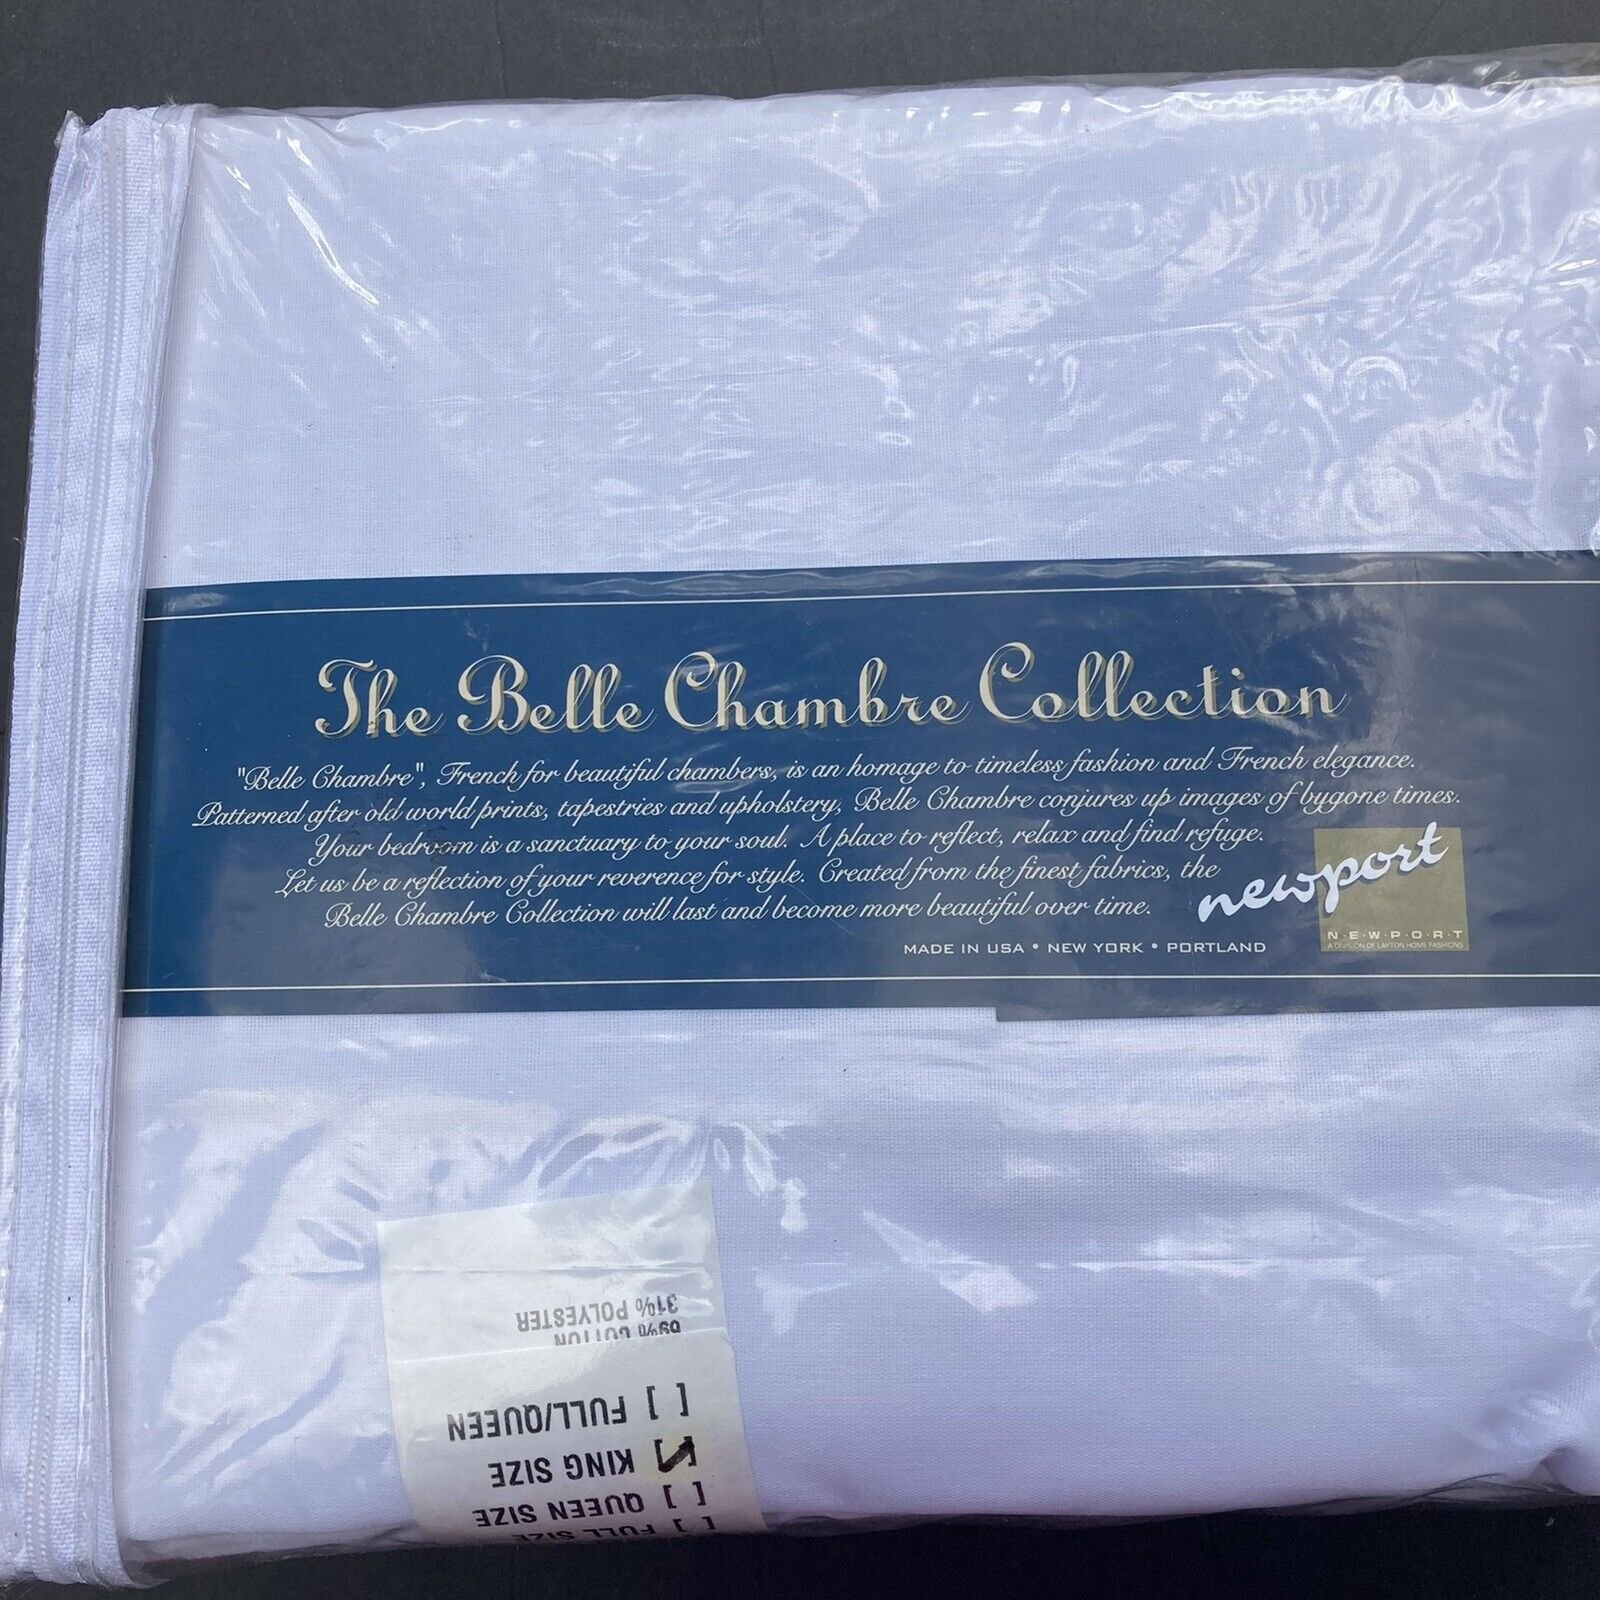 The Belle Chambre Collection
"Belle Chambre", French for beautiful chambers, is an homage to timeless fashion and French elegance.
Patterned after old world prints, tapestries and upholstery, Belle Chambre conjures up images of bygone times.
Your bedroom is a sanctuary to your soul. A place to reflect, relax and find refuge.
Let us be a reflection of your reverence for style. Created from the finest fabrics, the
Belle Chambre Collection will last and become more beautiful over time.
newport
N·E·W·P·O·R·T
A DIVISION OF LAYTON HOME FASHIONS
MADE IN USA • NEW YORK • PORTLAND
[ ] FULL SIZE
[ ] QUEEN SIZE
[✓] KING SIZE
[ ] FULL/QUEEN
69% COTTON
31% POLYESTER